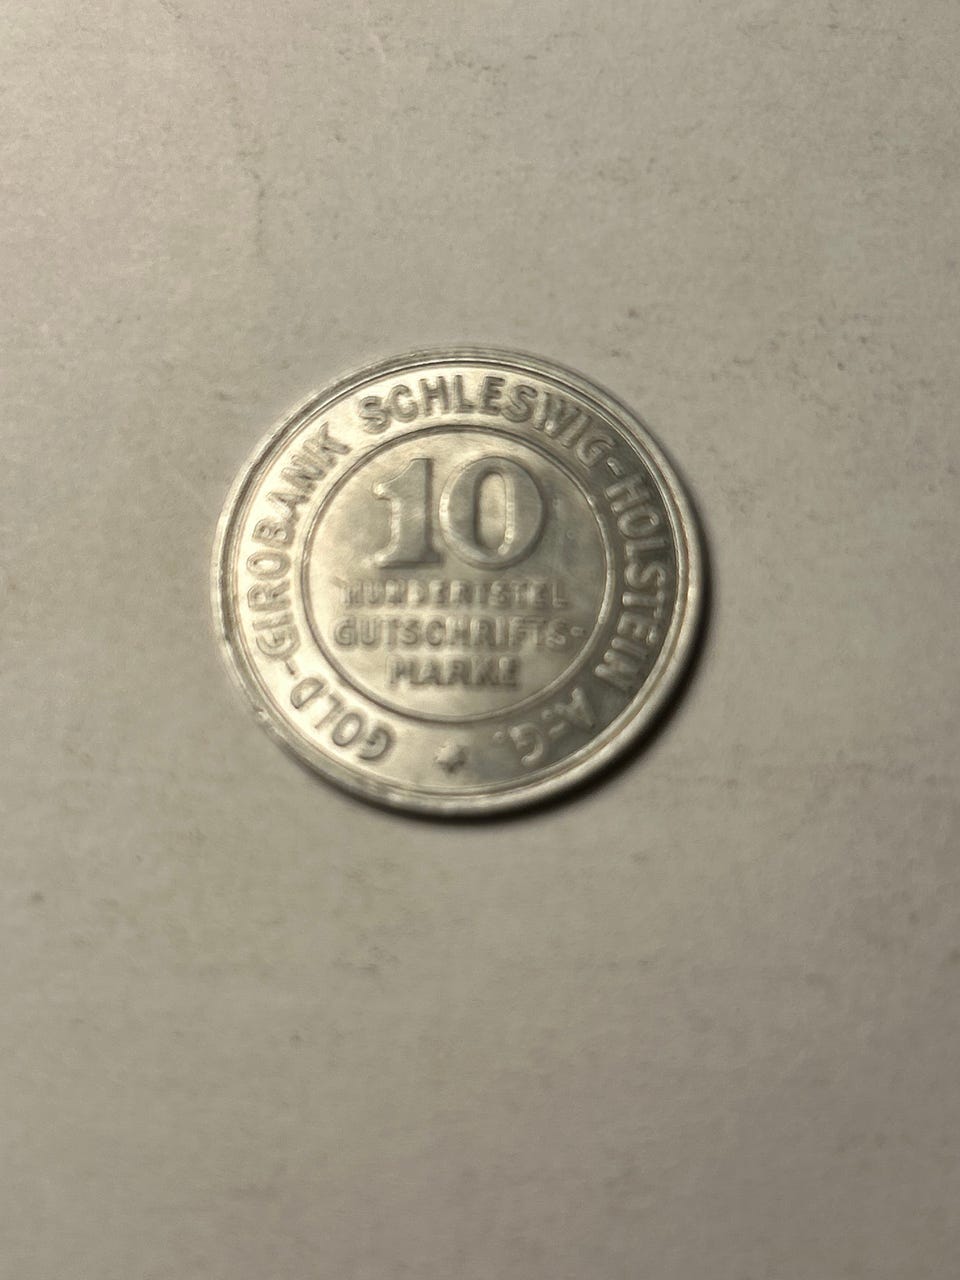 GOLD-GIROBANK SCHLESWIG-HOLSTEIN A-G.
10
HUNDERTSTEL
GUTSCHRIFTS-
MARKE